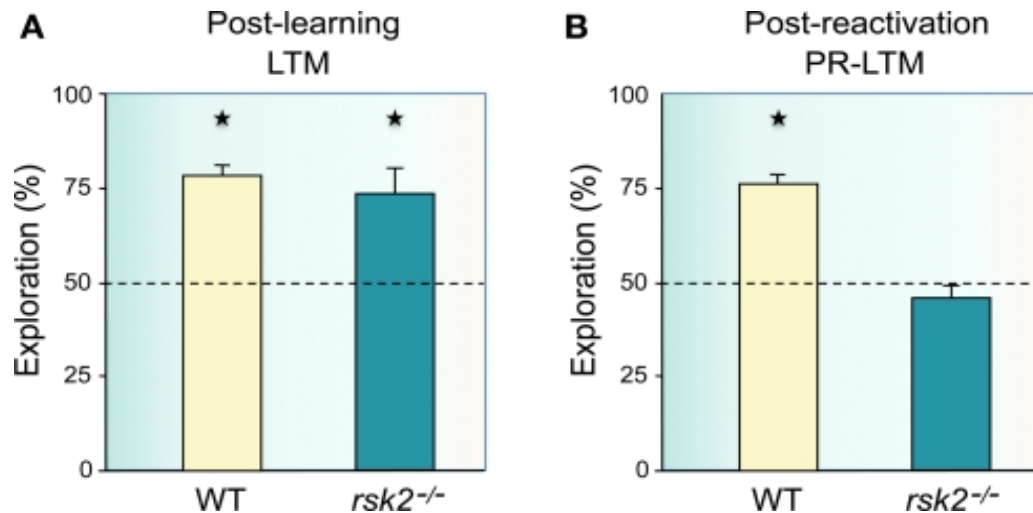 A
Post-learning
LTM
Exploration (%)
100
75
50
25
0
WT
rsk2-/-
B
Post-reactivation
PR-LTM
Exploration (%)
100
75
50
25
0
WT
rsk2-/-